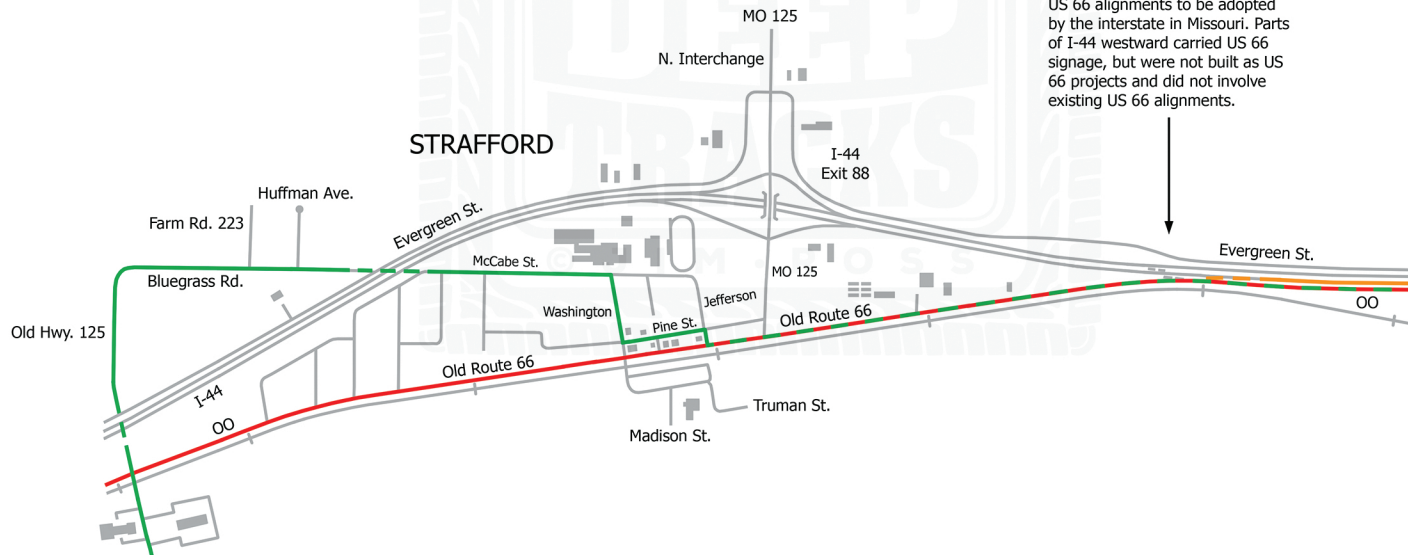 MO 125
US 66 alignments to be adopted
by the interstate in Missouri. Parts
of I-44 westward carried US 66
signage, but were not built as US
66 projects and did not involve
existing US 66 alignments.
N. Interchange
DEEP
TRACKS
STRAFFORD
I-44
Exit 88
Huffman Ave.
Farm Rd. 223
Evergreen St.
Evergreen St.
McCabe St.
© JIM ROSS
MO 125
Bluegrass Rd.
Jefferson
OO
Washington
Old Route 66
Pine St.
Old Hwy. 125
Old Route 66
I-44
Truman St.
OO
Madison St.